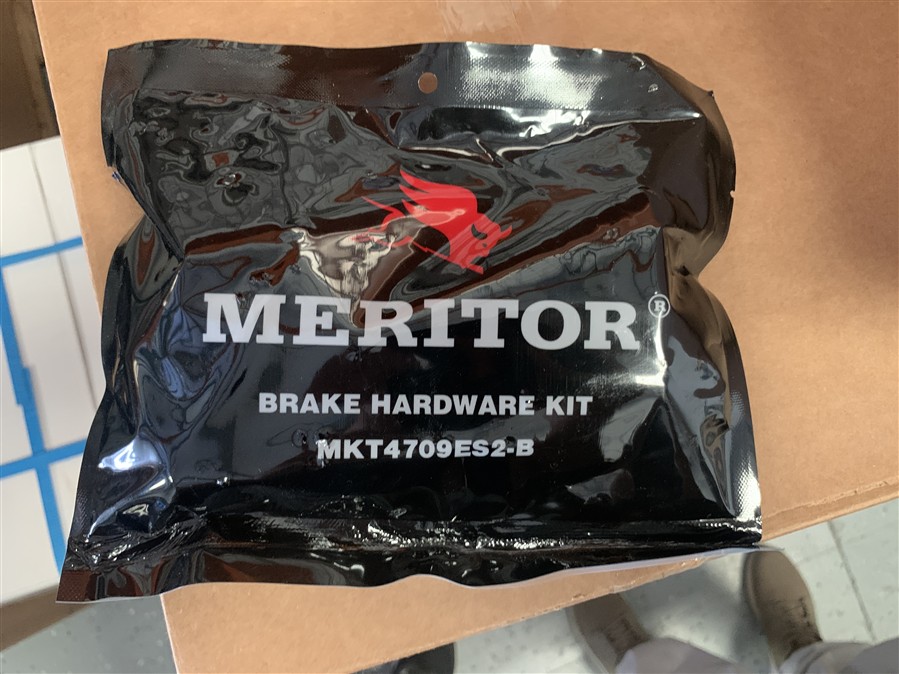 MERITOR®
BRAKE HARDWARE KIT
MKT4709ES2-B